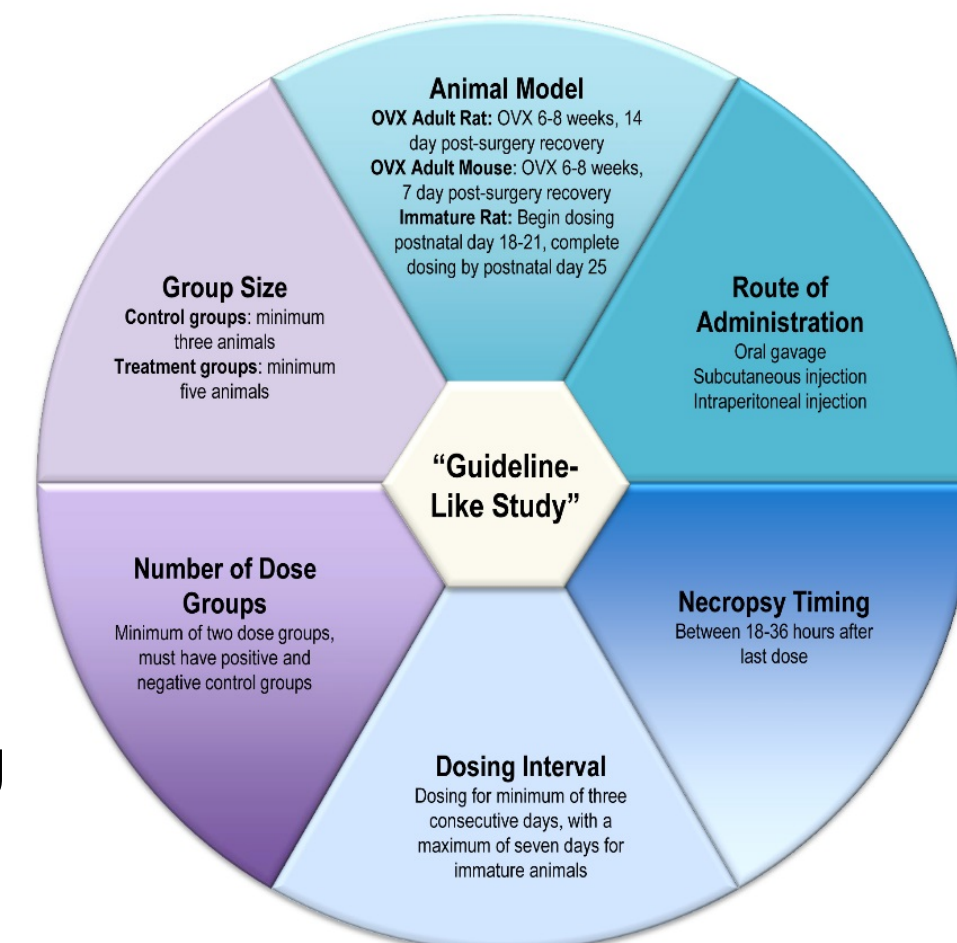 Animal Model
OVX Adult Rat: OVX 6-8 weeks, 14
day post-surgery recovery
OVX Adult Mouse: OVX 6-8 weeks,
7 day post-surgery recovery
Immature Rat: Begin dosing
postnatal day 18-21, complete
dosing by postnatal day 25
Route of
Administration
Oral gavage
Subcutaneous injection
Intraperitoneal injection
Necropsy Timing
Between 18-36 hours after
last dose
Dosing Interval
Dosing for minimum of three
consecutive days, with a
maximum of seven days for
immature animals
Number of Dose
Groups
Minimum of two dose groups,
must have positive and
negative control groups
Group Size
Control groups: minimum
three animals
Treatment groups: minimum
five animals
“Guideline-
Like Study”